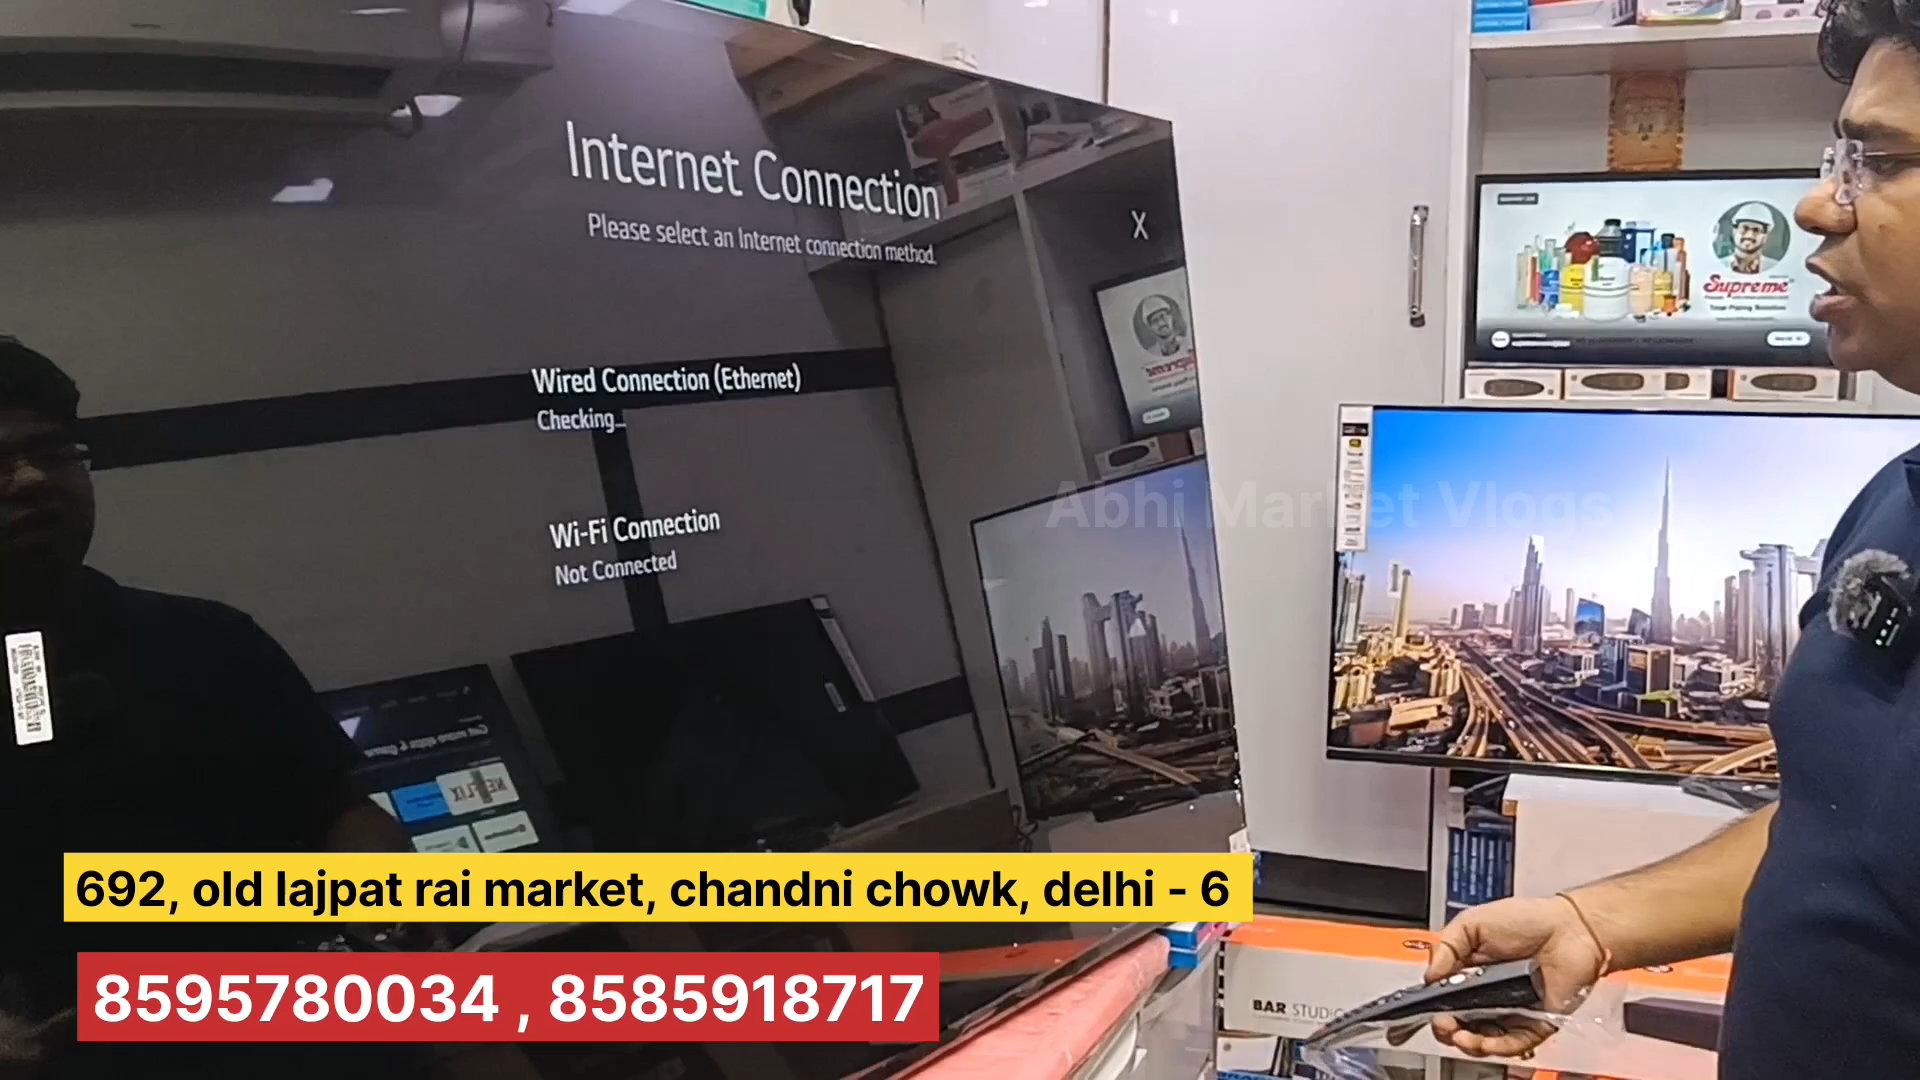 Internet Connection
Please select an Internet connection method.
X
Wired Connection (Ethernet)
Checking...
Wi-Fi Connection
Not Connected
Supreme
Abhi Market Vlogs
NETFLIX
BAR STUDIO
692, old lajpat rai market, chandni chowk, delhi - 6
8595780034 , 8585918717